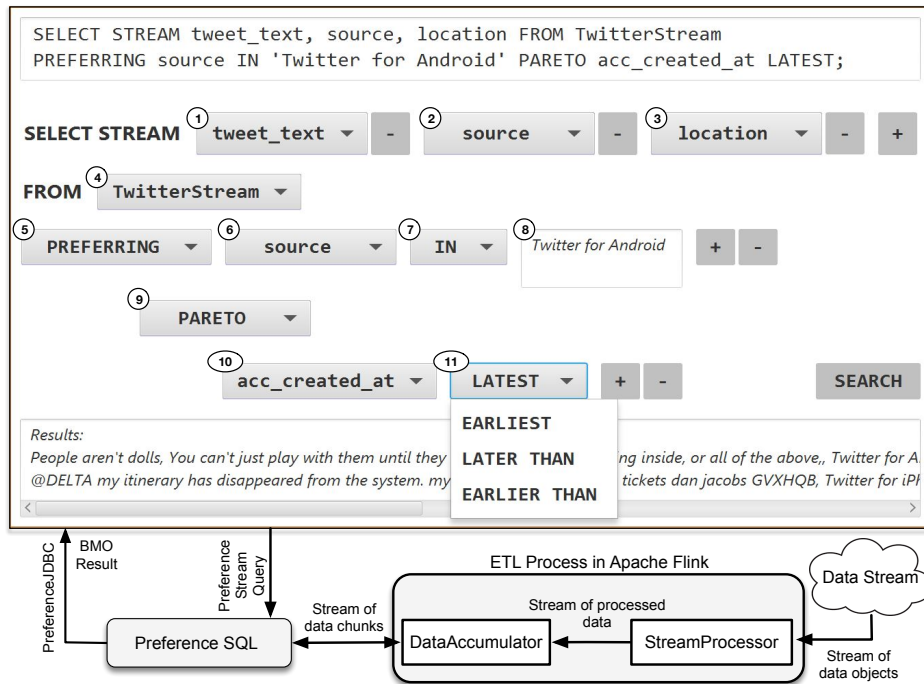 SELECT STREAM tweet_text, source, location FROM TwitterStream
PREFERRING source IN 'Twitter for Android' PARETO acc_created_at LATEST;
SELECT STREAM 1 tweet_text - 2 source - 3 location - +
FROM 4 TwitterStream
5 PREFERRING 6 source 7 IN 8 Twitter for Android + -
9 PARETO
10 acc_created_at 11 LATEST + - SEARCH
EARLIEST
LATER THAN
EARLIER THAN
Results:
People aren't dolls, You can't just play with them until they ng inside, or all of the above,, Twitter for A
@DELTA my itinerary has disappeared from the system. my tickets dan jacobs GVXHQB, Twitter for iPh
PreferenceJDBC
BMO
Result
Preference
Stream
Query
ETL Process in Apache Flink
Data Stream
Preference SQL
Stream of
data chunks
DataAccumulator
Stream of processed
data
StreamProcessor
Stream of
data objects